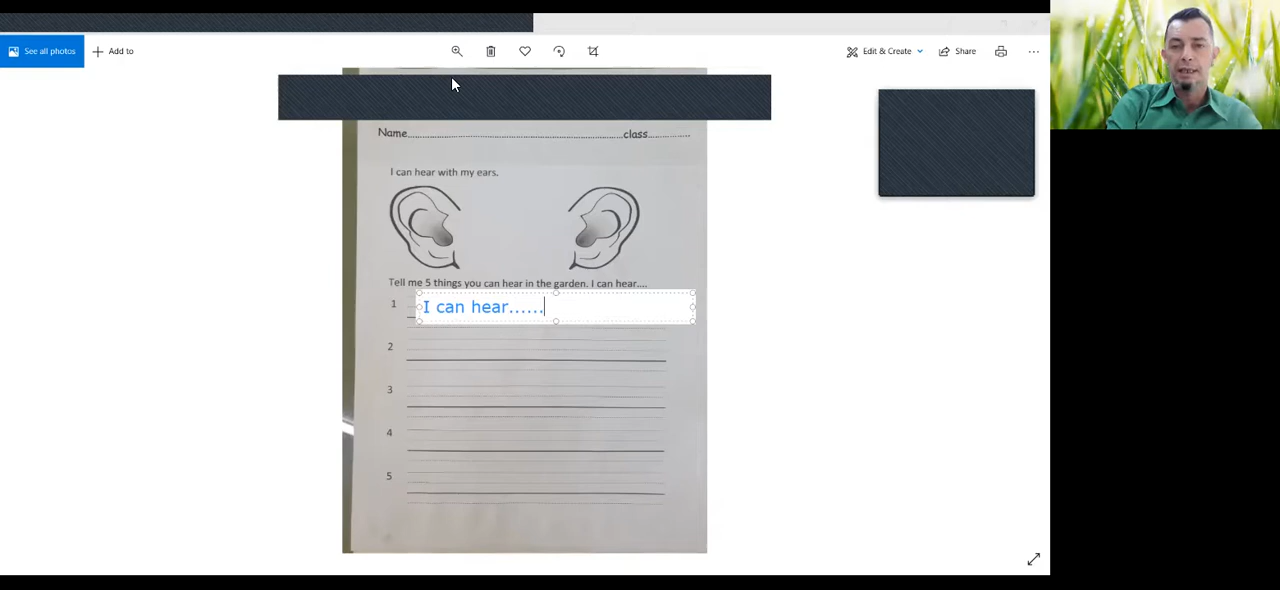 See all photos
Add to
Edit & Create
Share
Name..........................................................................class..............
I can hear with my ears.
Tell me 5 things you can hear in the garden. I can hear....
1
I can hear......
2
3
4
5